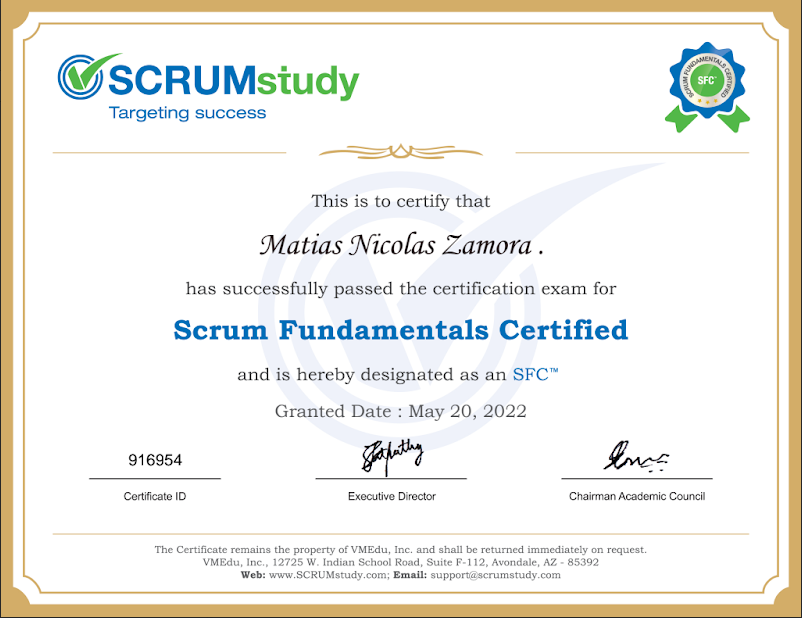 SCRUMstudy
Targeting success
SCRUM FUNDAMENTALS CERTIFIED
SFC™
This is to certify that
Matias Nicolas Zamora .
has successfully passed the certification exam for
Scrum Fundamentals Certified
and is hereby designated as an SFC™
Granted Date : May 20, 2022
916954
Certificate ID
Executive Director
Chairman Academic Council
The Certificate remains the property of VMEdu, Inc. and shall be returned immediately on request.
VMEdu, Inc., 12725 W. Indian School Road, Suite F-112, Avondale, AZ - 85392
Web: www.SCRUMstudy.com; Email: support@scrumstudy.com